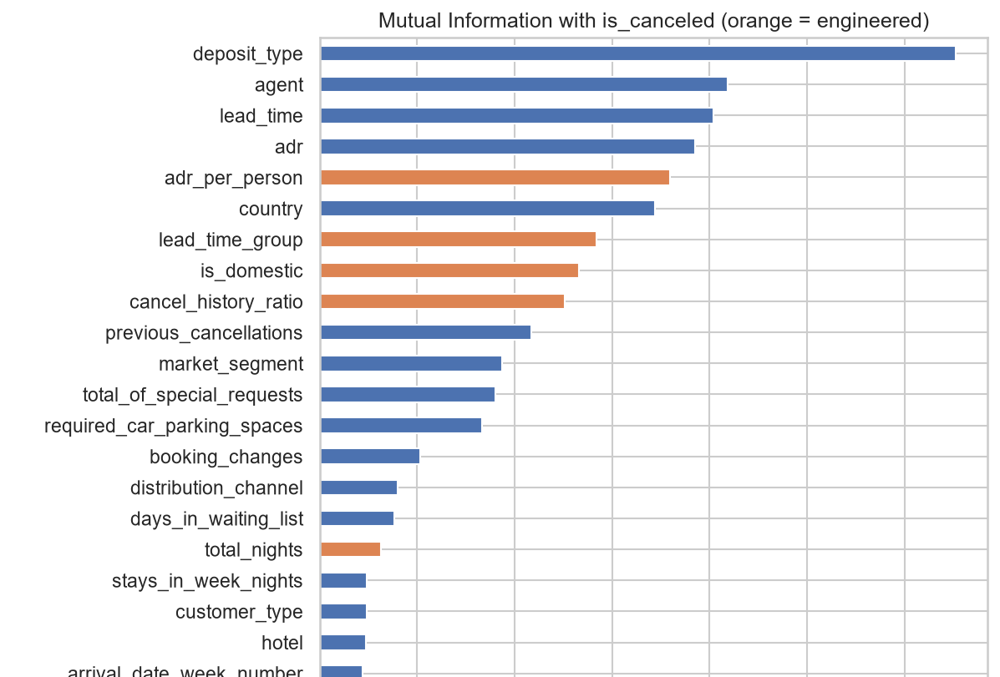 Mutual Information with is_canceled (orange = engineered)
deposit_type
agent
lead_time
adr
adr_per_person
country
lead_time_group
is_domestic
cancel_history_ratio
previous_cancellations
market_segment
total_of_special_requests
required_car_parking_spaces
booking_changes
distribution_channel
days_in_waiting_list
total_nights
stays_in_week_nights
customer_type
hotel
arrival_date_week_number